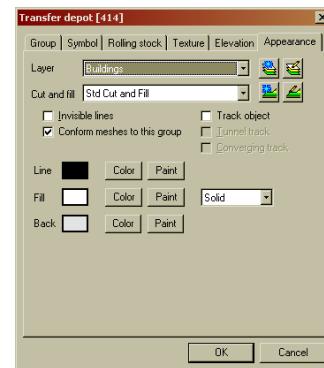 Transfer depot [414]
Group Symbol Rolling stock Texture Elevation Appearance
Layer Buildings
Cut and fill Std Cut and Fill
Invisible lines Track object
Conform meshes to this group Tunnel track
Converging track
Line Color Paint
Fill Color Paint Solid
Back Color Paint
OK Cancel